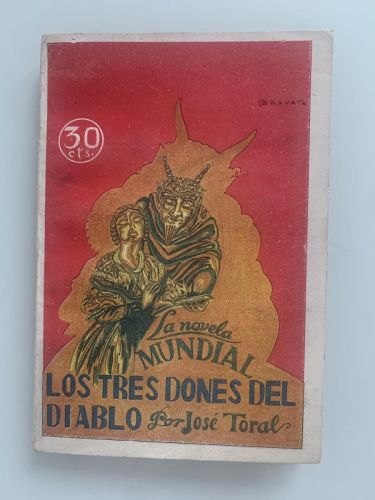 30
cts.
La novela
MUNDIAL
LOS TRES DONES DEL
DIABLO Por José Toral